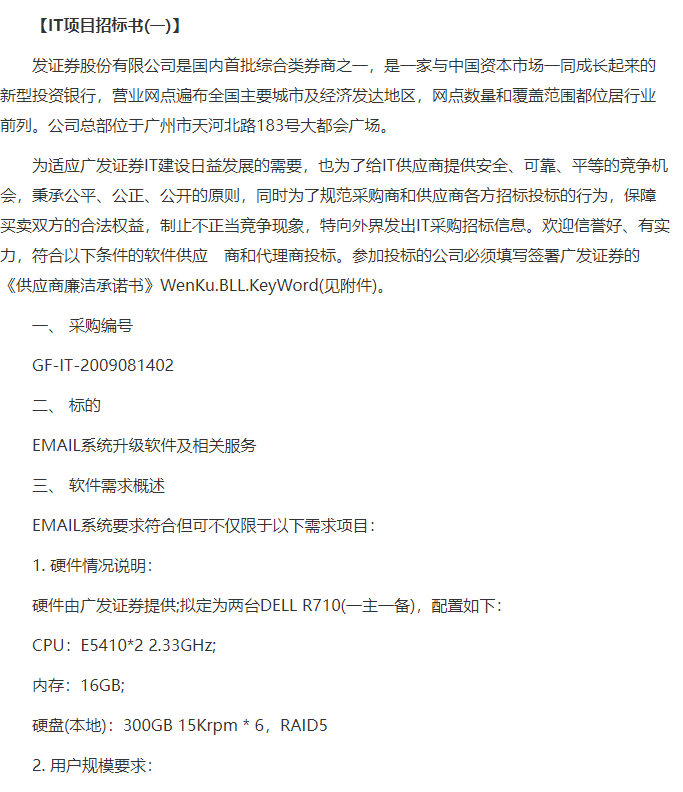 【IT项目招标书(一)】
发证券股份有限公司是国内首批综合类券商之一，是一家与中国资本市场一同成长起来的
新型投资银行，营业网点遍布全国主要城市及经济发达地区，网点数量和覆盖范围都位居行业
前列。公司总部位于广州市天河北路183号大都会广场。
为适应广发证券IT建设日益发展的需要，也为了给IT供应商提供安全、可靠、平等的竞争机
会，秉承公平、公正、公开的原则，同时为了规范采购商和供应商各方招标投标的行为，保障
买卖双方的合法权益，制止不正当竞争现象，特向外界发出IT采购招标信息。欢迎信誉好、有实
力，符合以下条件的软件供应　商和代理商投标。参加投标的公司必须填写签署广发证券的
《供应商廉洁承诺书》WenKu.BLL.KeyWord(见附件)。
一、 采购编号
GF-IT-2009081402
二、 标的
EMAIL系统升级软件及相关服务
三、 软件需求概述
EMAIL系统要求符合但可不仅限于以下需求项目：
1. 硬件情况说明：
硬件由广发证券提供;拟定为两台DELL R710(一主一备)，配置如下：
CPU：E5410*2 2.33GHz;
内存：16GB;
硬盘(本地)：300GB 15Krpm * 6，RAID5
2. 用户规模要求：